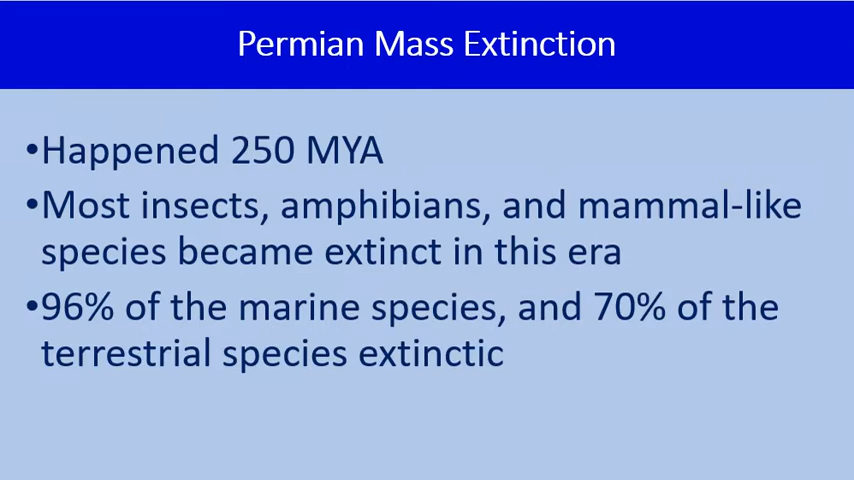 Permian Mass Extinction
•Happened 250 MYA
•Most insects, amphibians, and mammal-like
species became extinct in this era
•96% of the marine species, and 70% of the
terrestrial species extinctic